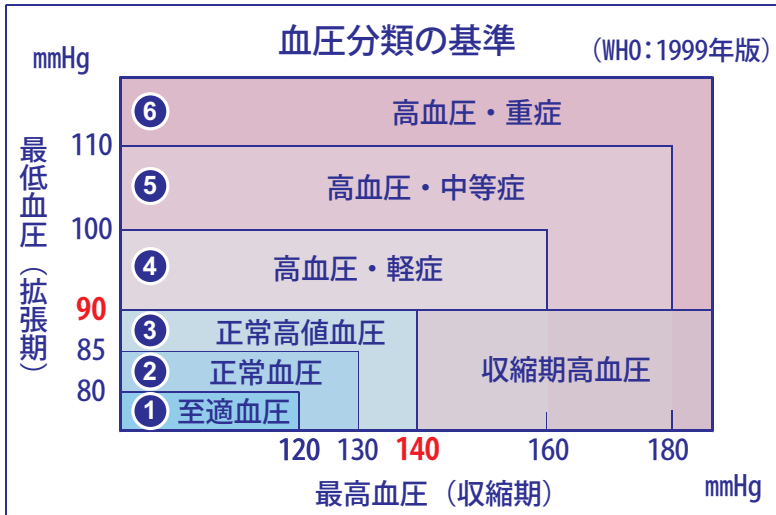 血圧分類の基準
(WHO:1999年版)
mmHg
最低血圧(拡張期)
6 高血圧・重症
110
5 高血圧・中等症
100
4 高血圧・軽症
90
3 正常高値血圧
85
2 正常血圧
収縮期高血圧
80
1 至適血圧
120 130 140 160 180
最高血圧(収縮期)
mmHg